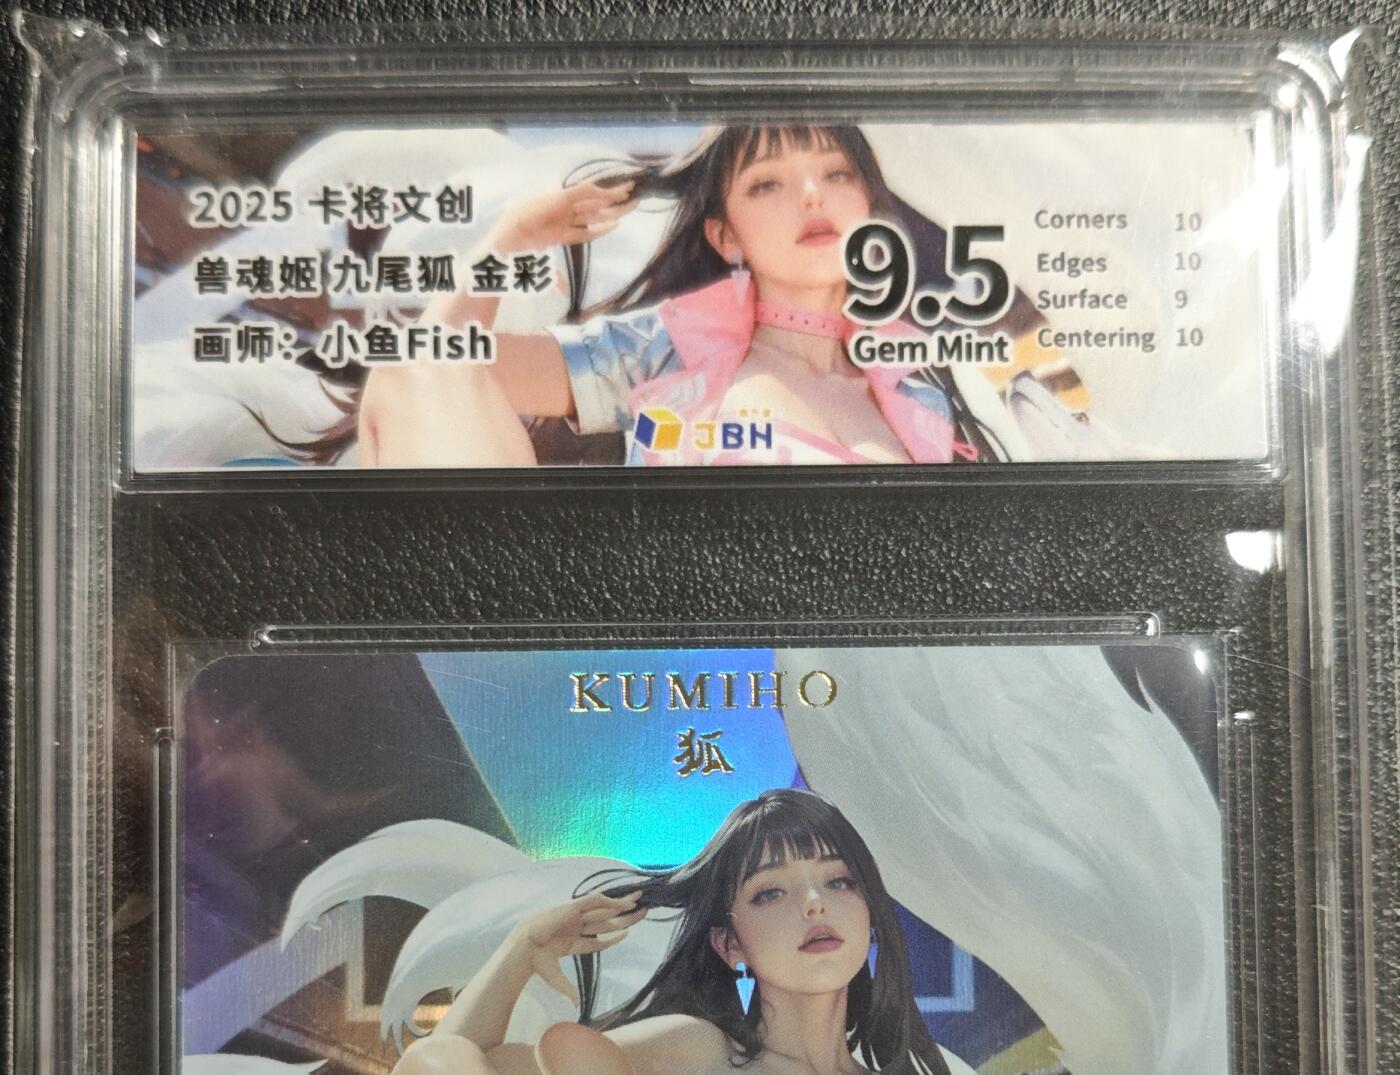 2025 卡将文创
兽魂姬 九尾狐 金彩
画师：小鱼Fish
9.5
Gem Mint
Corners 10
Edges 10
Surface 9
Centering 10
JBH
KUMIHO
狐